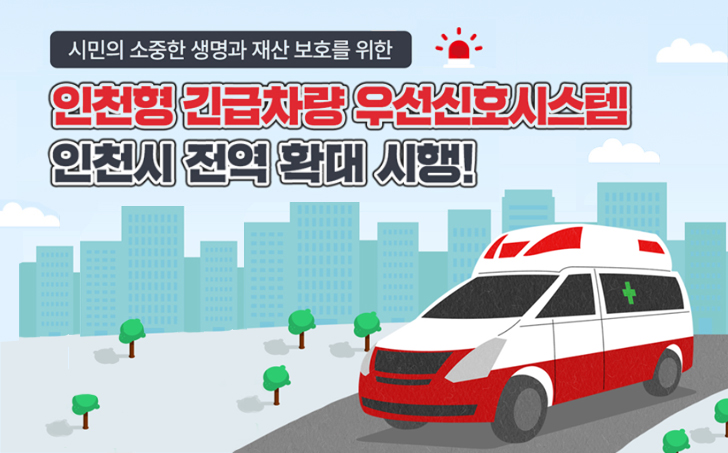 시민의 소중한 생명과 재산 보호를 위한
인천형 긴급차량 우선신호시스템
인천시 전역 확대 시행!